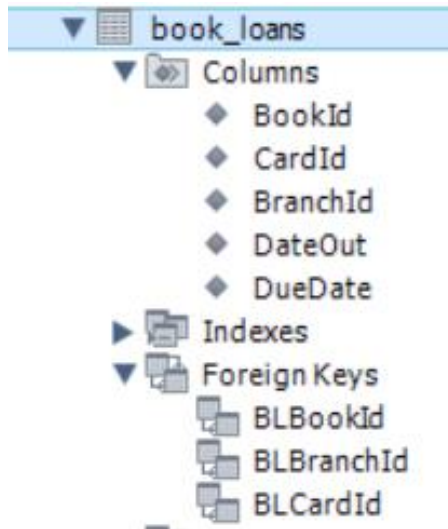 book_loans
Columns
BookId
CardId
BranchId
DateOut
DueDate
Indexes
Foreign Keys
BLBookId
BLBranchId
BLCardId